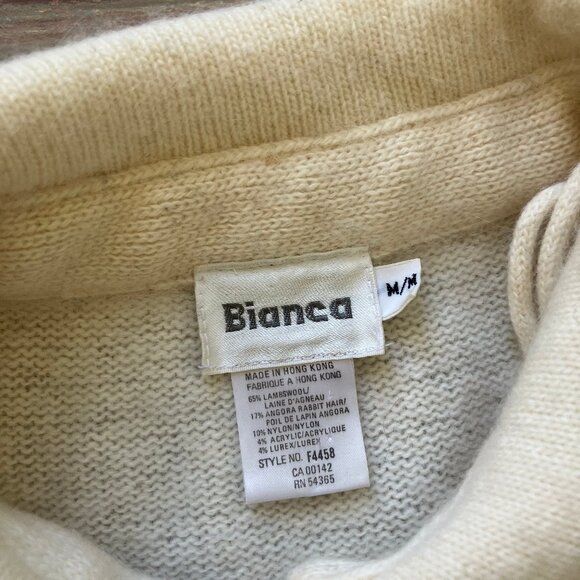 Bianca
M/M
MADE IN HONG KONG
FABRIQUE A HONG KONG
65% LAMBSWOOL/
LAINE D'AGNEAU
17% ANGORA RABBIT HAIR/
POIL DE LAPIN ANGORA
10% NYLON/NYLON
4% ACRYLIC/ACRYLIQUE
4% LUREX/LUREX
STYLE NO. F4458
CA 00142
RN 54365